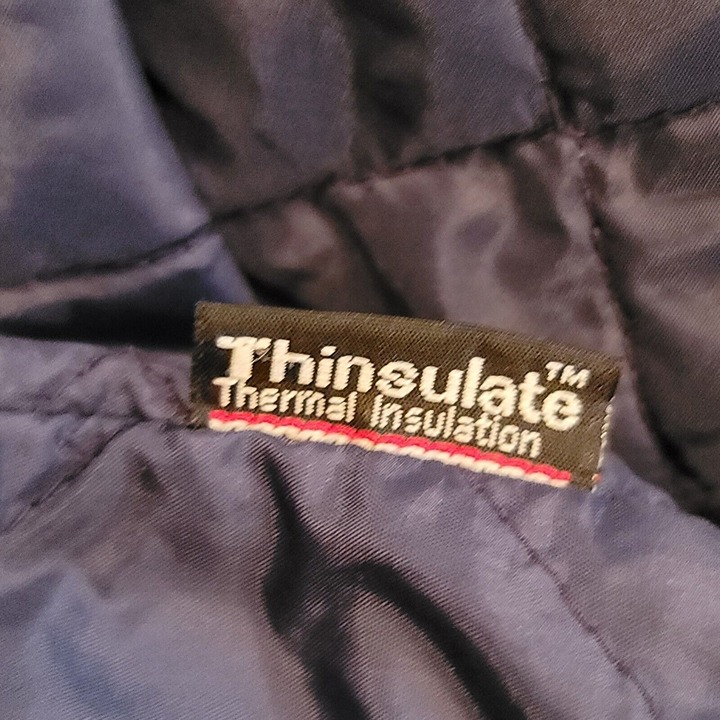 Thinsulate™
Thermal Insulation